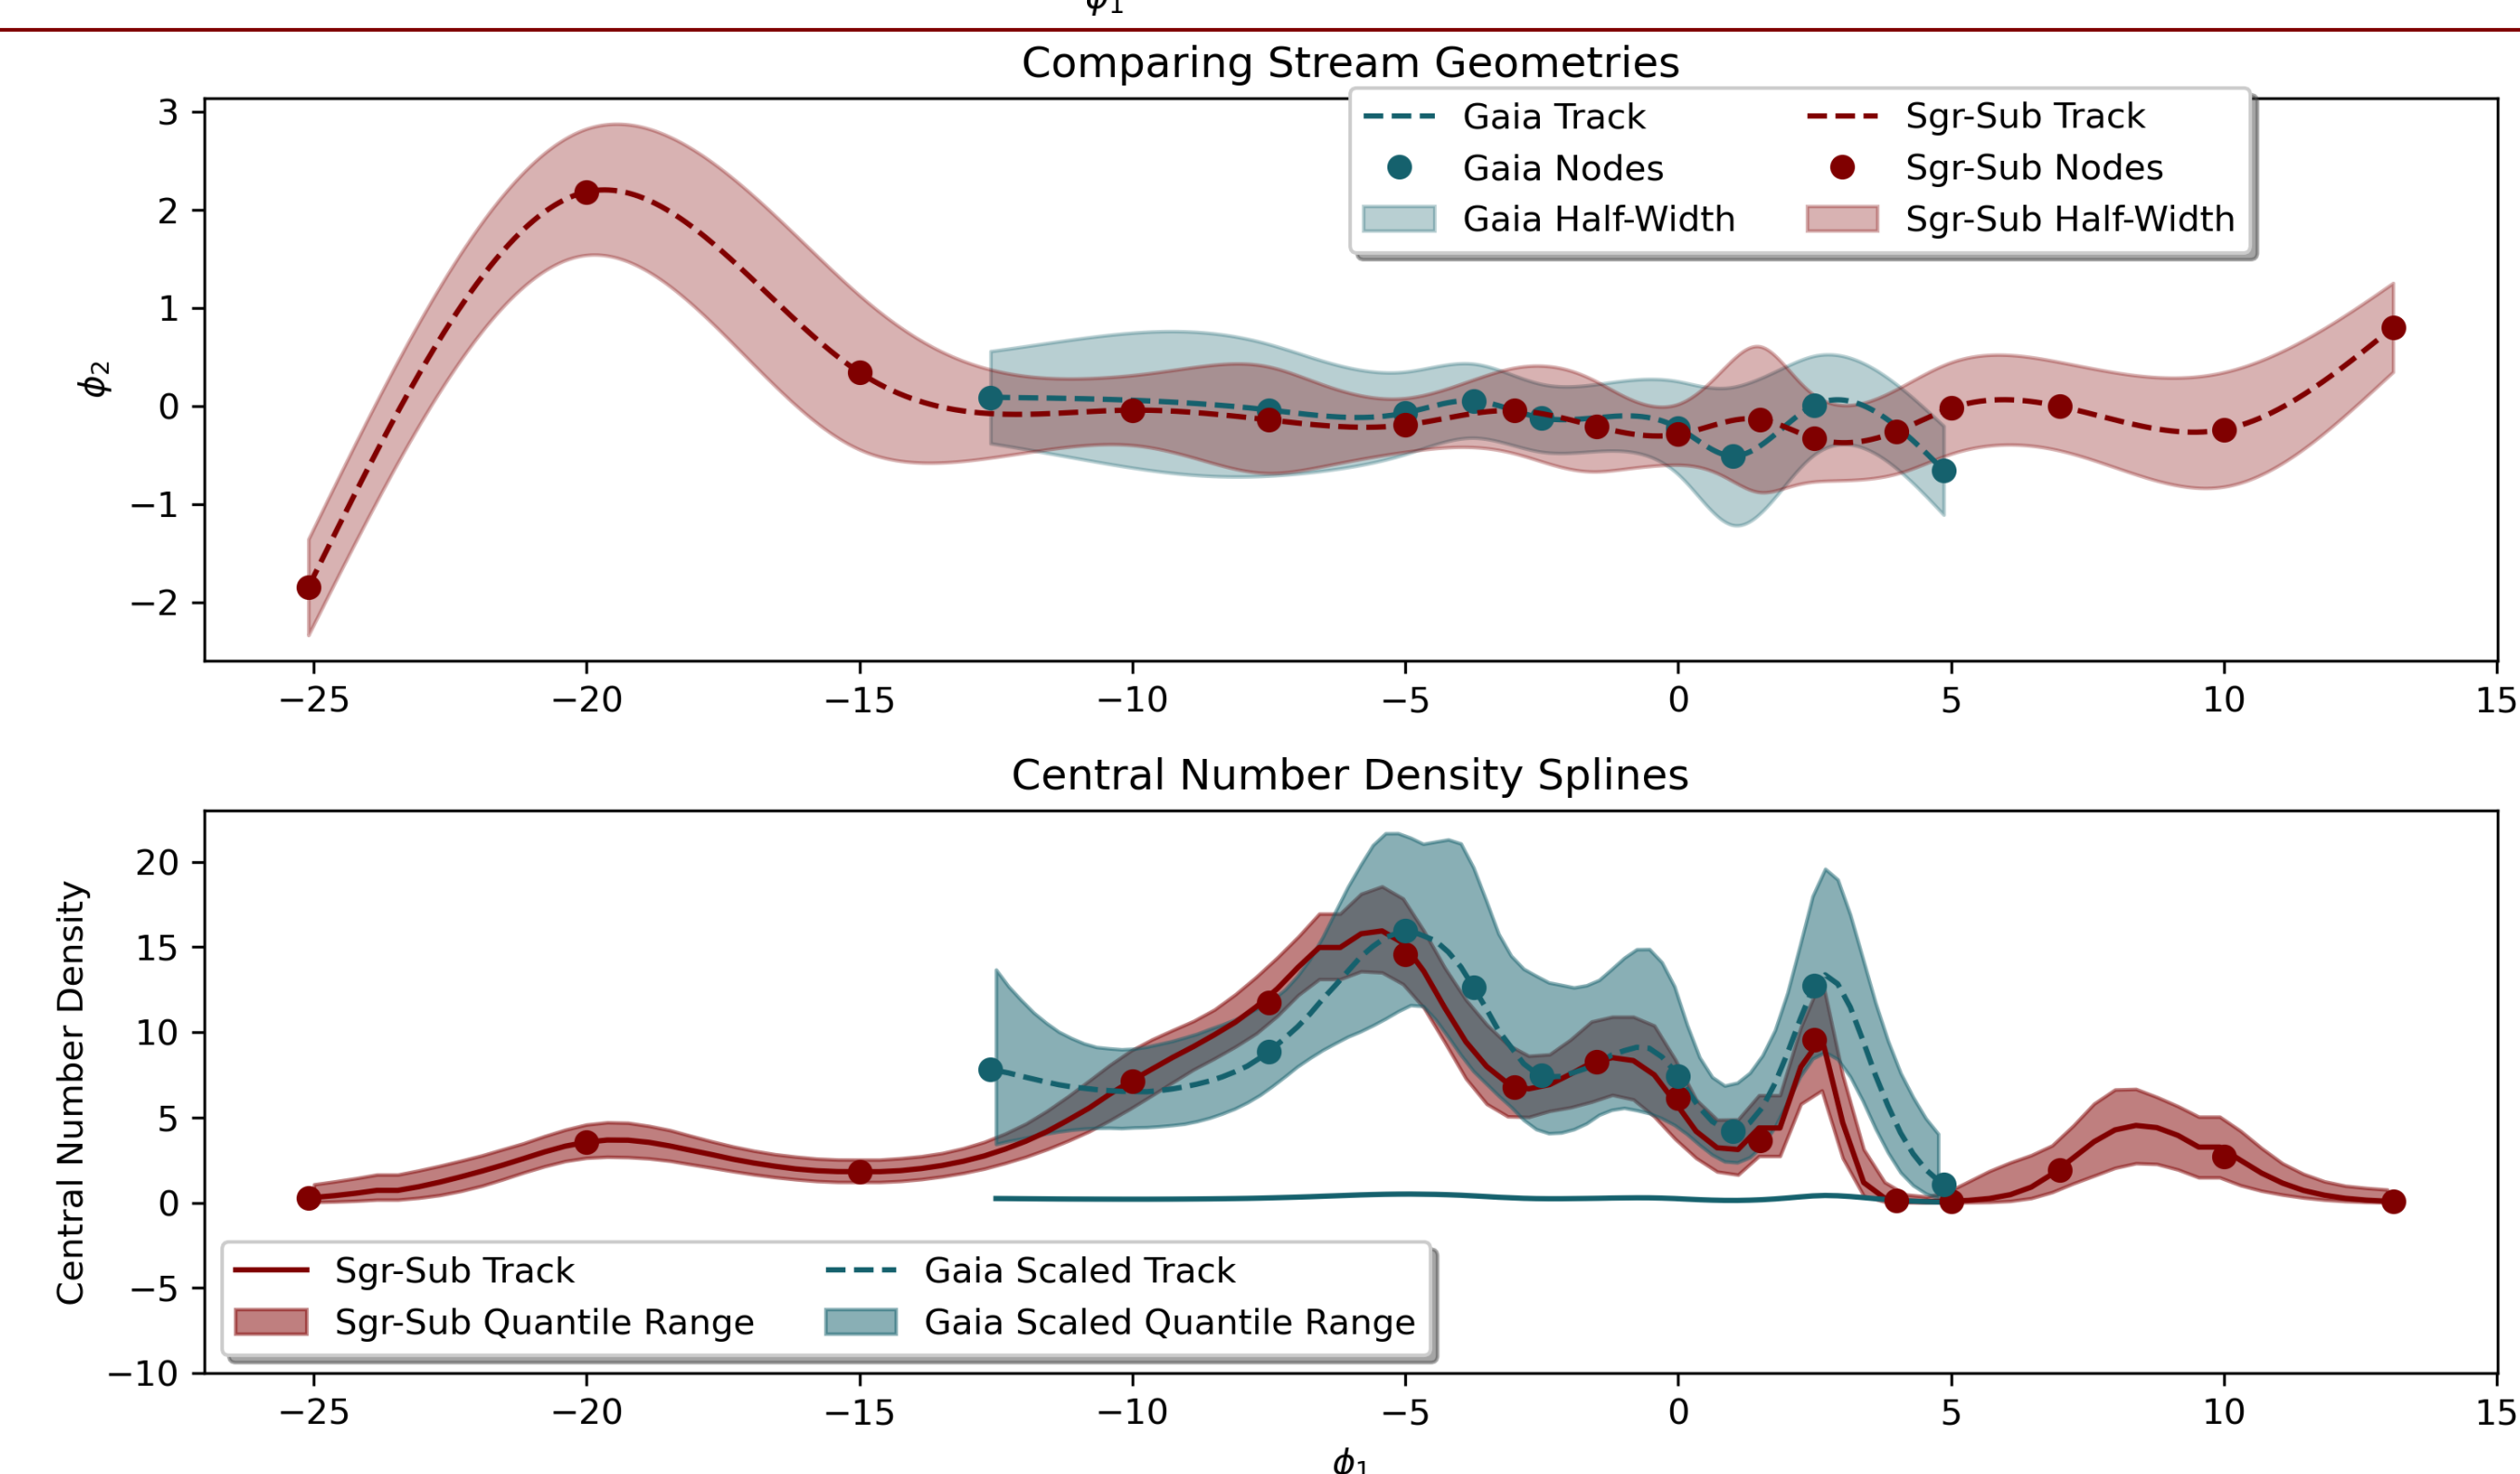 ϕ1
Comparing Stream Geometries
3
2
1
0
−1
−2
ϕ2
Gaia Track
Gaia Nodes
Gaia Half-Width
Sgr-Sub Track
Sgr-Sub Nodes
Sgr-Sub Half-Width
−25 −20 −15 −10 −5 0 5 10 15
Central Number Density Splines
20
15
10
5
0
−5
−10
Central Number Density
Sgr-Sub Track
Sgr-Sub Quantile Range
Gaia Scaled Track
Gaia Scaled Quantile Range
−25 −20 −15 −10 −5 0 5 10 15
ϕ1